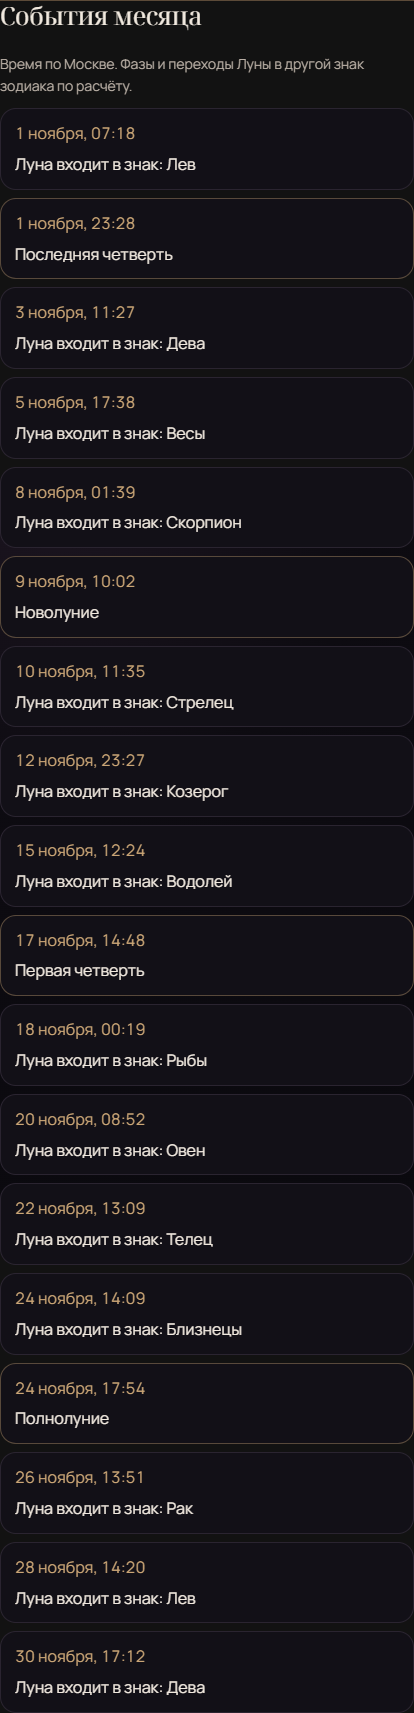 События месяца
Время по Москве. Фазы и переходы Луны в другой знак
зодиака по расчёту.
1 ноября, 07:18
Луна входит в знак: Лев
1 ноября, 23:28
Последняя четверть
3 ноября, 11:27
Луна входит в знак: Дева
5 ноября, 17:38
Луна входит в знак: Весы
8 ноября, 01:39
Луна входит в знак: Скорпион
9 ноября, 10:02
Новолуние
10 ноября, 11:35
Луна входит в знак: Стрелец
12 ноября, 23:27
Луна входит в знак: Козерог
15 ноября, 12:24
Луна входит в знак: Водолей
17 ноября, 14:48
Первая четверть
18 ноября, 00:19
Луна входит в знак: Рыбы
20 ноября, 08:52
Луна входит в знак: Овен
22 ноября, 13:09
Луна входит в знак: Телец
24 ноября, 14:09
Луна входит в знак: Близнецы
24 ноября, 17:54
Полнолуние
26 ноября, 13:51
Луна входит в знак: Рак
28 ноября, 14:20
Луна входит в знак: Лев
30 ноября, 17:12
Луна входит в знак: Дева